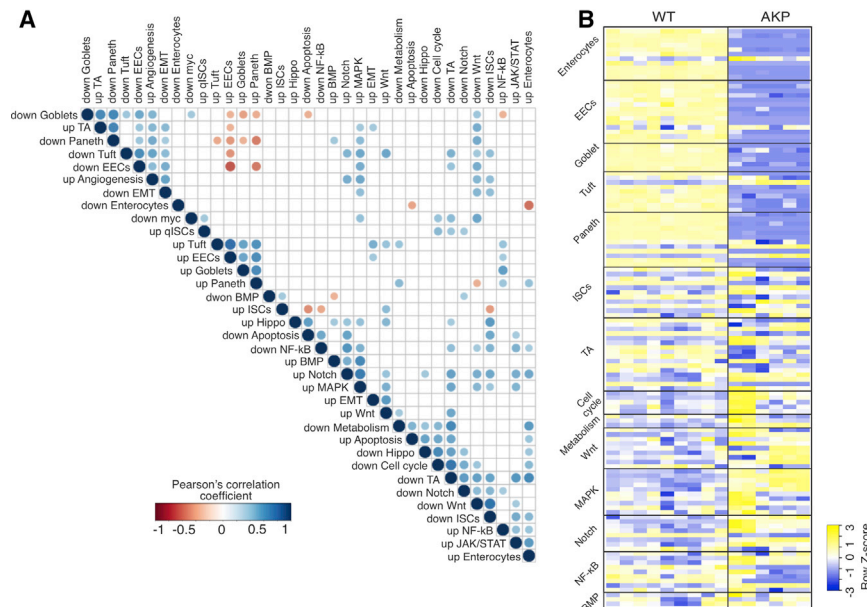 A
down Goblets
up TA
down Paneth
down Tuft
down EECs
up Angiogenesis
down EMT
down Enterocytes
down myc
up qISCs
up Tuft
up EECs
up Goblets
up Paneth
dwon BMP
up ISCs
up Hippo
down Apoptosis
down NF-kB
up BMP
up Notch
up MAPK
up EMT
up Wnt
down Metabolism
up Apoptosis
down Hippo
down Cell cycle
down TA
down Notch
down Wnt
down ISCs
up NF-kB
up JAK/STAT
up Enterocytes
down Goblets
up TA
down Paneth
down Tuft
down EECs
up Angiogenesis
down EMT
down Enterocytes
down myc
up qISCs
up Tuft
up EECs
up Goblets
up Paneth
dwon BMP
up ISCs
up Hippo
down Apoptosis
down NF-kB
up BMP
up Notch
up MAPK
up EMT
up Wnt
down Metabolism
up Apoptosis
down Hippo
down Cell cycle
down TA
down Notch
down Wnt
down ISCs
up NF-kB
up JAK/STAT
up Enterocytes
Pearson's correlation
coefficient
-1 -0.5 0 0.5 1
B
WT AKP
Enterocytes
EECs
Goblet
Tuft
Paneth
ISCs
TA
Cell
cycle
Metabolism
Wnt
MAPK
Notch
NF-κB
BMP
-3 -1 0 1 3
Row Z-score